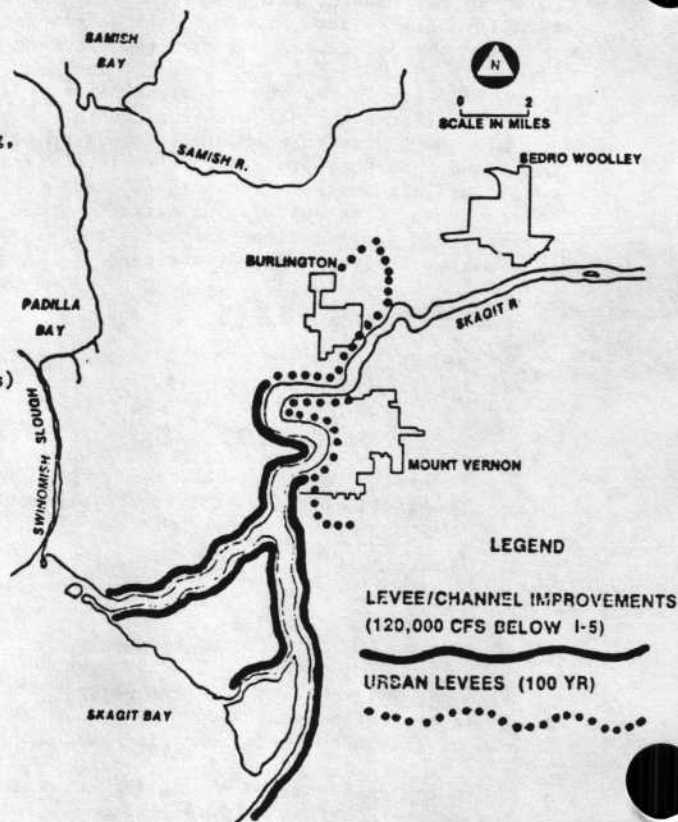 SAMISH
BAY
N
0 2
SCALE IN MILES
SAMISH R.
SEDRO WOOLLEY
BURLINGTON
SKAGIT R.
PADILLA
BAY
s)
SWINOMISH SLOUGH
MOUNT VERNON
LEGEND
LEVEE/CHANNEL IMPROVEMENTS
(120,000 CFS BELOW I-5)
URBAN LEVEES (100 YR)
SKAGIT BAY